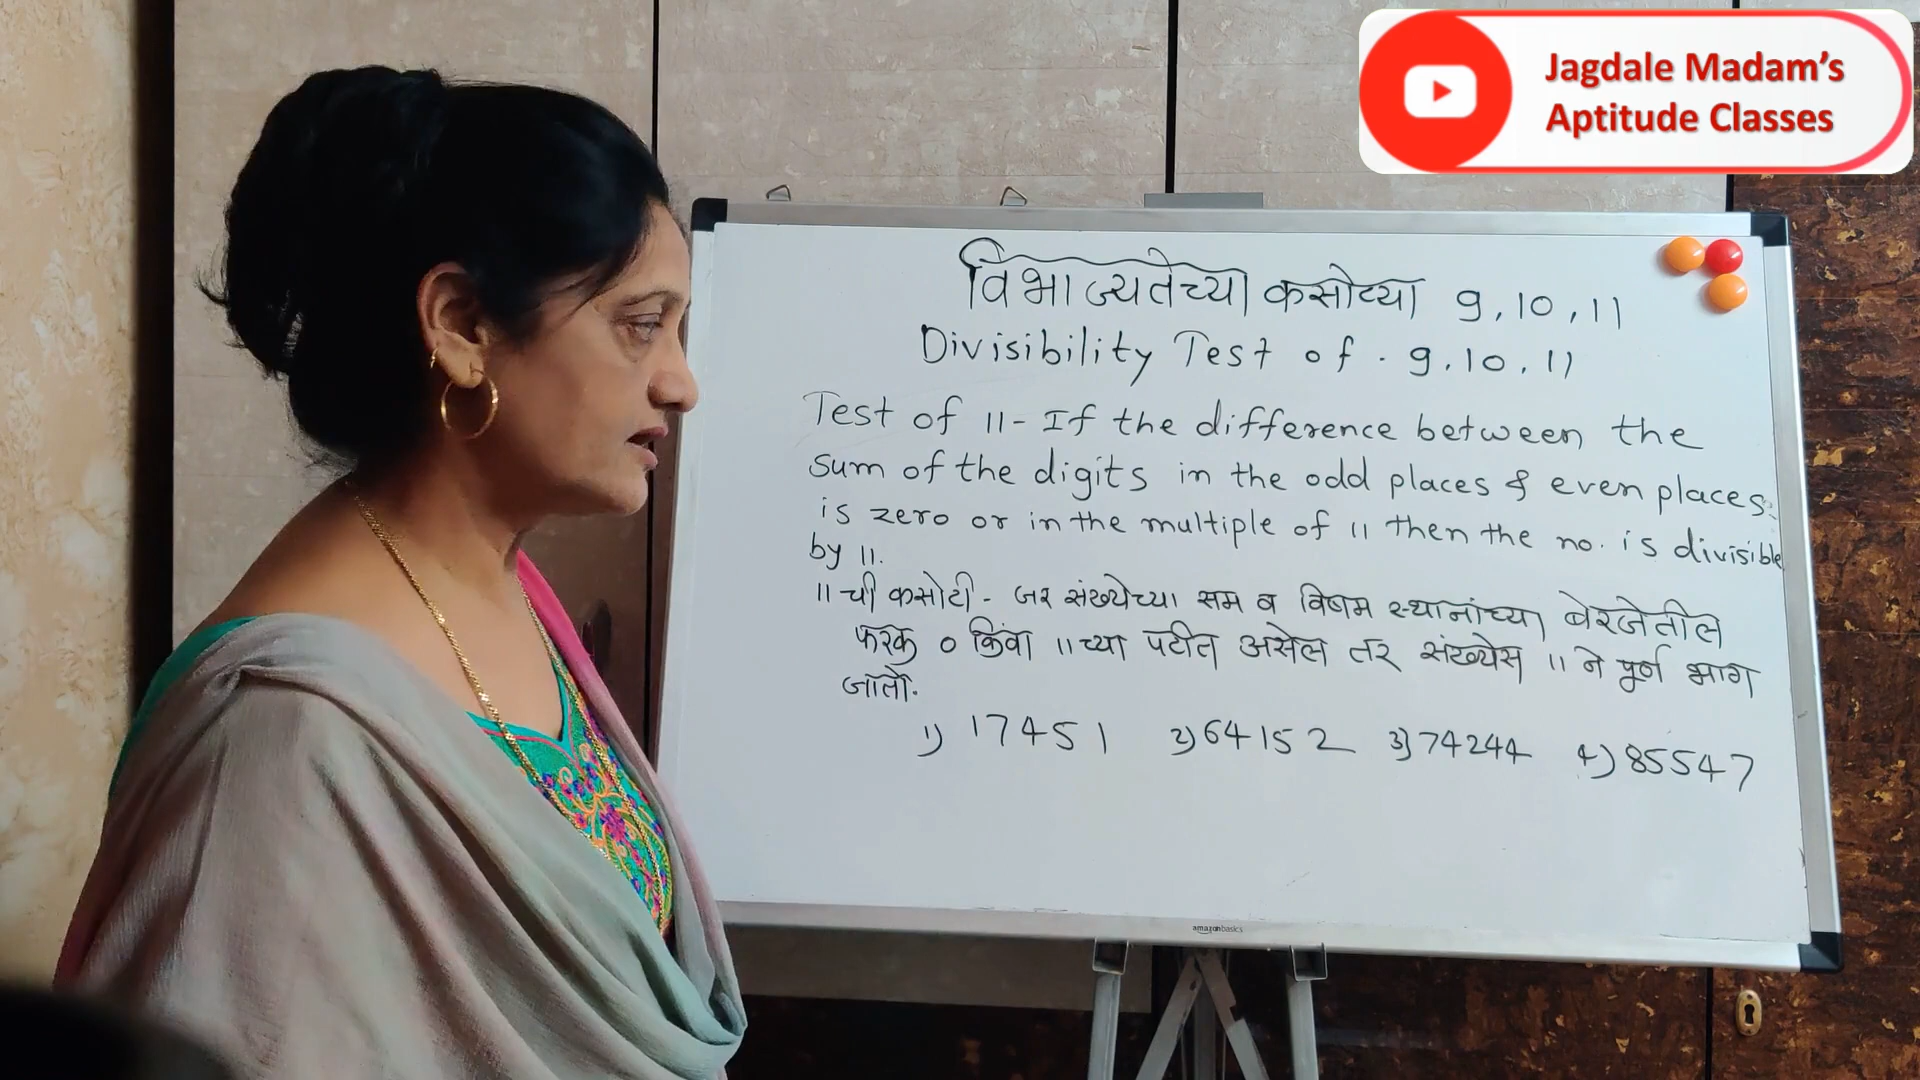 Jagdale Madam's
Aptitude Classes
विभाज्यतेच्या कसोट्या 9, 10, 11
Divisibility Test of . 9, 10, 11
Test of 11 - If the difference between the
sum of the digits in the odd places & even places
is zero or in the multiple of 11 then the no. is divisible
by 11.
11 ची कसोटी - जर संख्येच्या सम व विषम स्थानांच्या बेरजेतील
फरक 0 किंवा 11 च्या पटीत असेल तर संख्येस 11 ने पूर्ण भाग
जातो.
1) 17451 2) 64152 3) 74244 4) 85547
amazonbasics